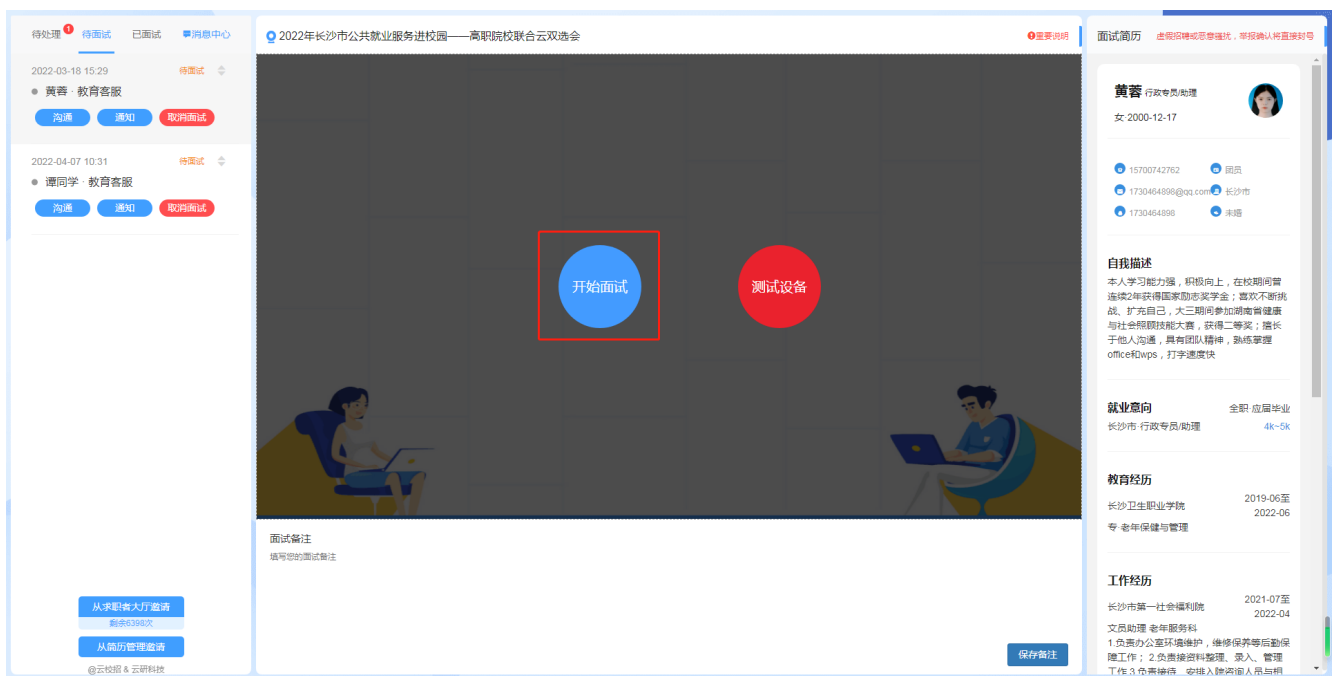 待处理 1 待面试 已面试 消息中心
2022-03-18 15:29 待面试
黄蓉 · 教育客服
沟通 通知 取消面试
2022-04-07 10:31 待面试
谭同学 · 教育客服
沟通 通知 取消面试
从求职者大厅邀请
剩余6398次
从简历管理邀请
@云校招 & 云研科技
2022年长沙市公共就业服务进校园——高职院校联合云双选会
重要说明
开始面试
测试设备
面试备注
填写您的面试备注
保存备注
面试简历 虚假招聘或恶意骚扰，举报确认将直接封号
黄蓉 行政专员/助理
女·2000-12-17
15700742762 团员
1730464898@qq.com 长沙市
1730464898 未婚
自我描述
本人学习能力强，积极向上，在校期间曾
连续2年获得国家励志奖学金；喜欢不断挑
战、扩充自己，大三期间参加湖南省健康
与社会照顾技能大赛，获得二等奖；擅长
于他人沟通，具有团队精神，熟练掌握
office和wps，打字速度快
就业意向 全职·应届毕业
长沙市·行政专员/助理 4k~5k
教育经历
长沙卫生职业学院 2019-06至
2022-06
专·老年保健与管理
工作经历
长沙市第一社会福利院 2021-07至
2022-04
文员助理 老年服务科
1.负责办公室环境维护，维修保养等后勤保
障工作； 2.负责接资料整理、录入、管理
工作 3.负责接待、安排入院咨询人员与相